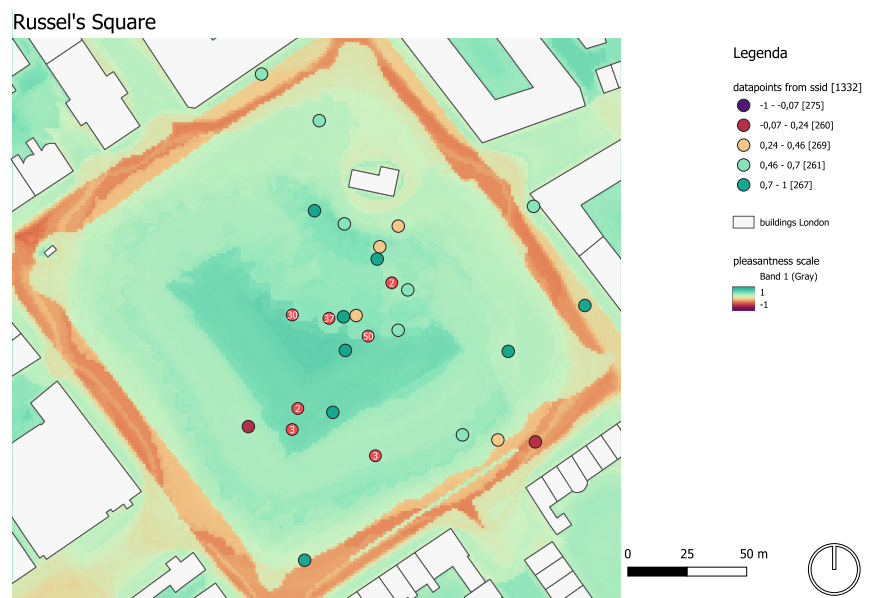 Russel's Square
Legenda
datapoints from ssid [1332]
-1 - -0,07 [275]
-0,07 - 0,24 [260]
0,24 - 0,46 [269]
0,46 - 0,7 [261]
0,7 - 1 [267]
buildings London
pleasantness scale
Band 1 (Gray)
1
-1
2
30
37
50
2
3
3
0 25 50 m